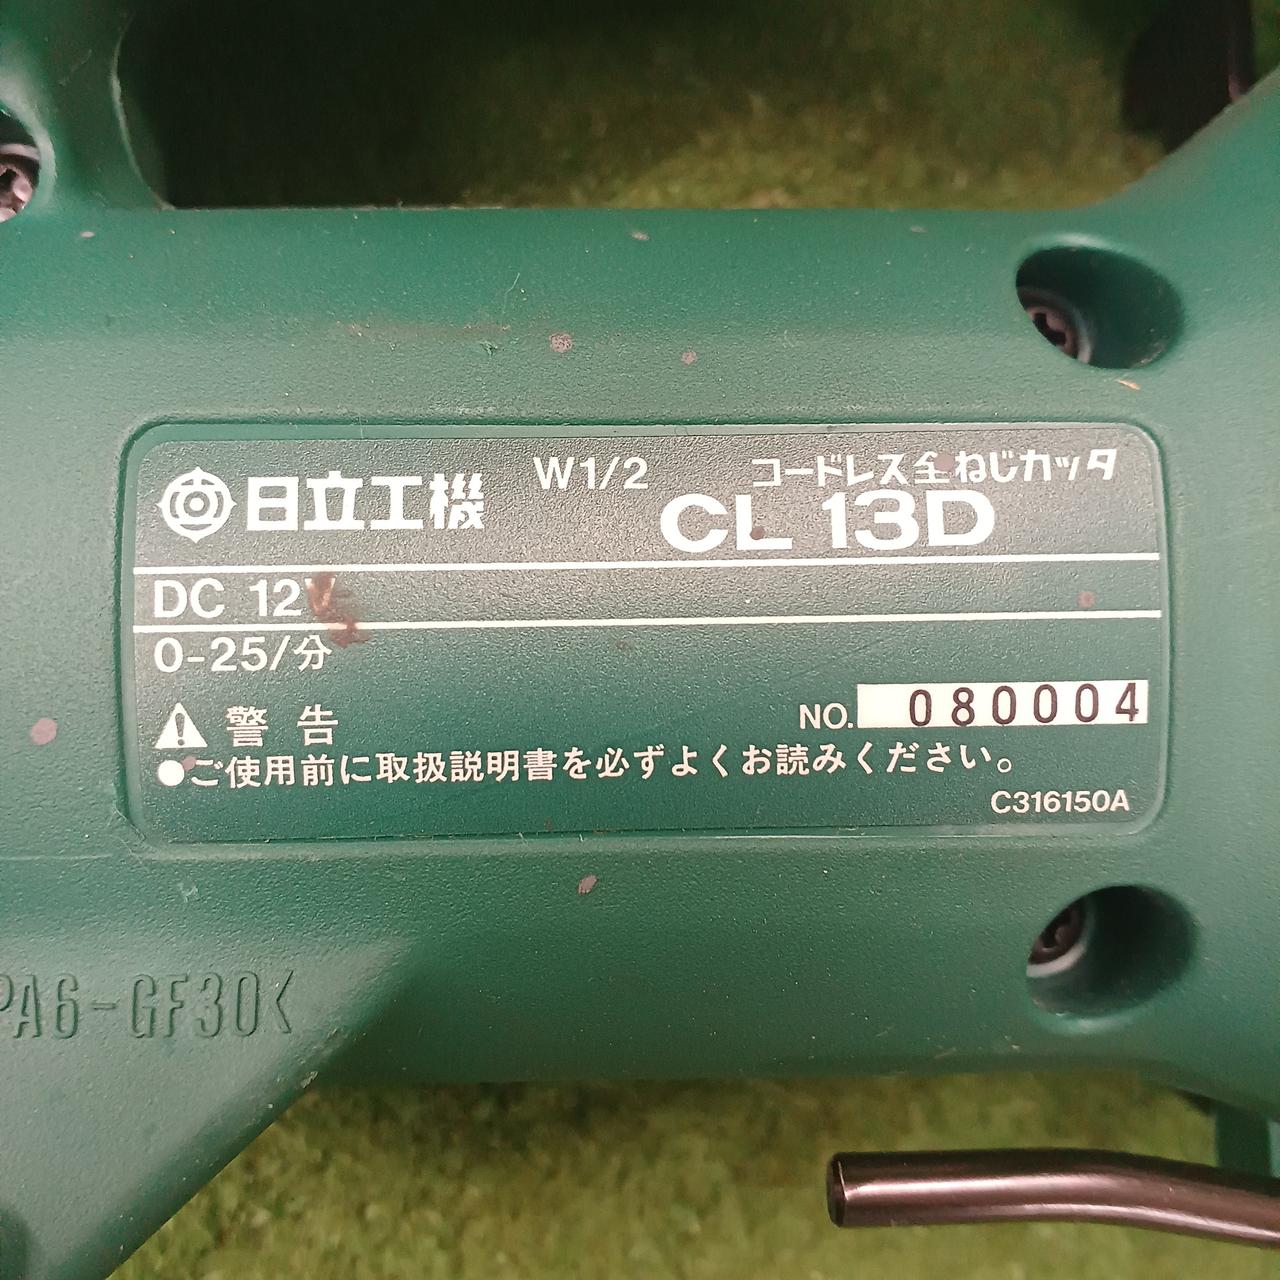 日立工機 W1/2 コードレス全ねじカッタ
CL 13D
DC 12V
0-25/分
警告
NO. 080004
●ご使用前に取扱説明書を必ずよくお読みください。
C316150A
PA6-GF30<